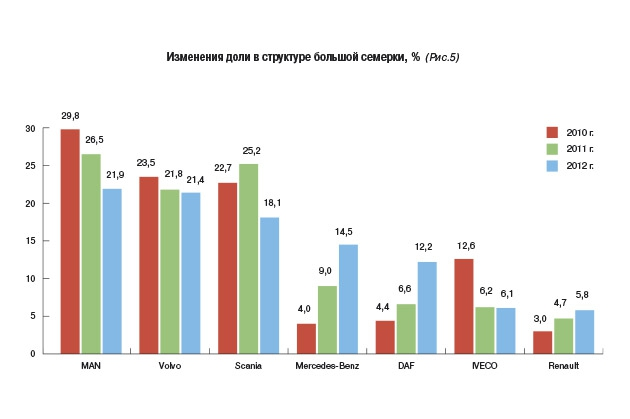 Изменения доли в структуре большой семерки, % (Рис.5)
2010 г.
2011 г.
2012 г.
30
25
20
15
10
5
0
29,8
26,5
21,9
23,5
21,8
21,4
22,7
25,2
18,1
4,0
9,0
14,5
4,4
6,6
12,2
12,6
6,2
6,1
3,0
4,7
5,8
MAN
Volvo
Scania
Mercedes-Benz
DAF
IVECO
Renault